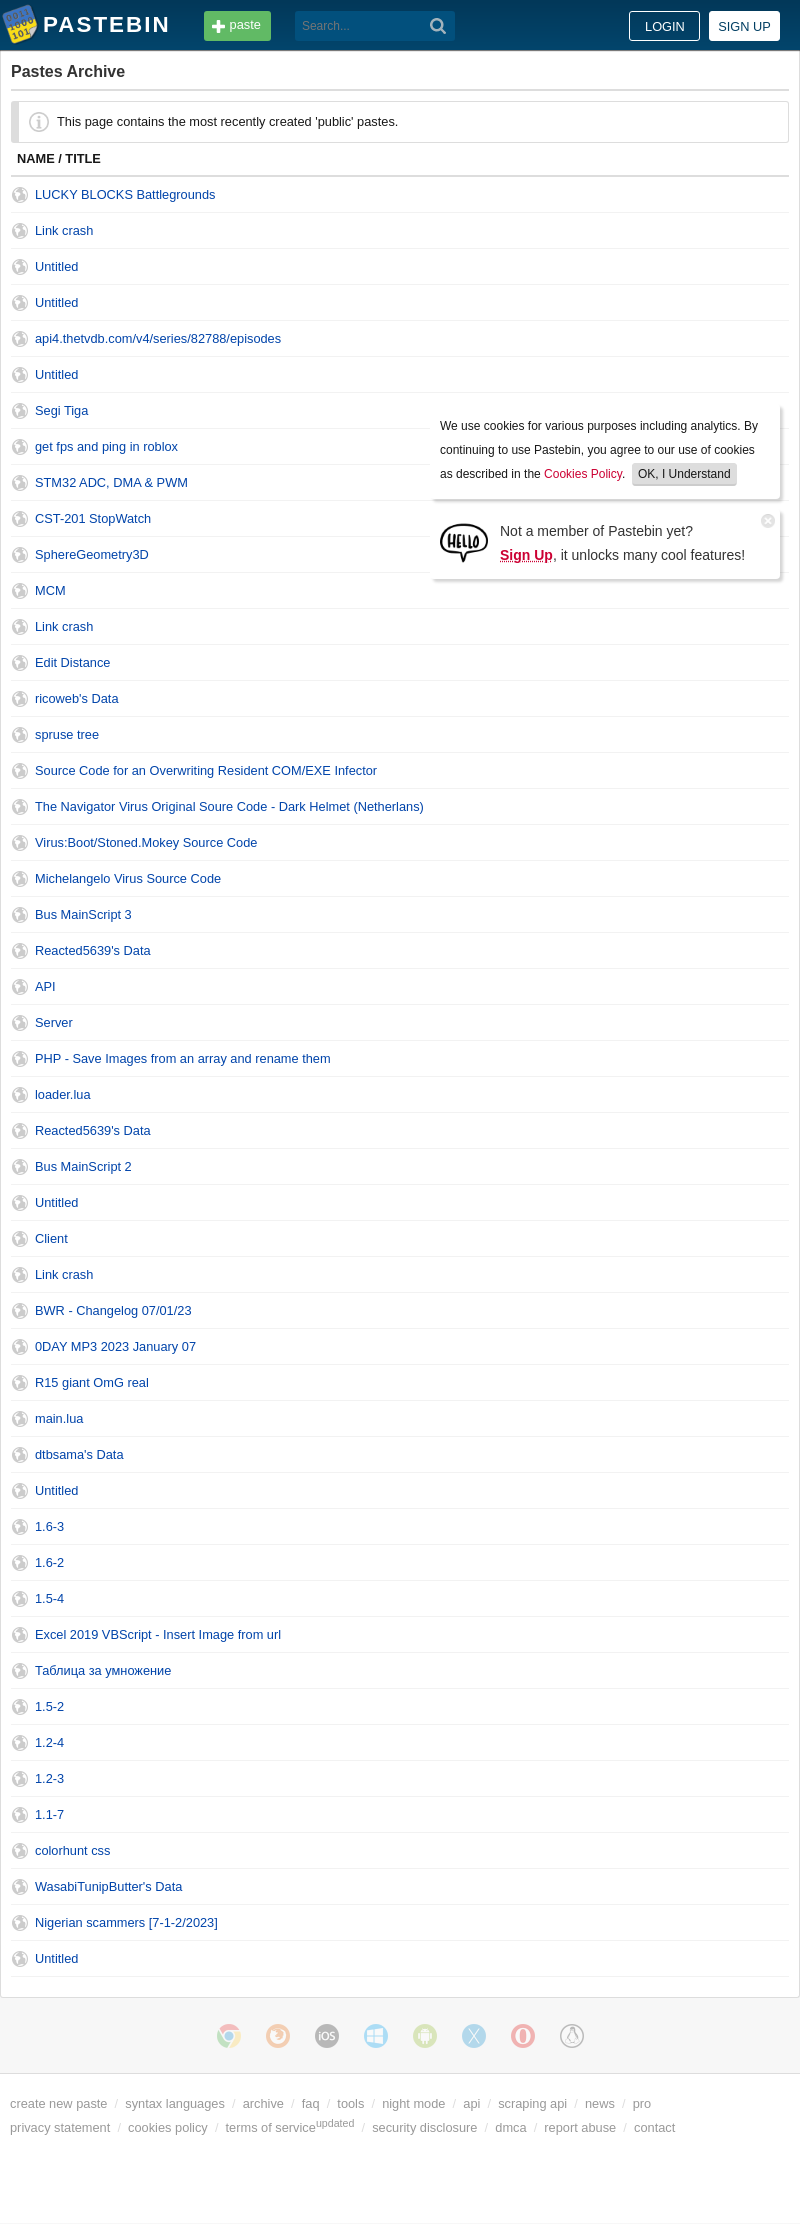 PASTEBIN
paste
Search...
LOGIN
SIGN UP
Pastes Archive
This page contains the most recently created 'public' pastes.
NAME / TITLE
LUCKY BLOCKS Battlegrounds
Link crash
Untitled
Untitled
api4.thetvdb.com/v4/series/82788/episodes
Untitled
Segi Tiga
get fps and ping in roblox
STM32 ADC, DMA & PWM
CST-201 StopWatch
SphereGeometry3D
We use cookies for various purposes including analytics. By
continuing to use Pastebin, you agree to our use of cookies
as described in the Cookies Policy. OK, I Understand
HELLO
Not a member of Pastebin yet?
Sign Up, it unlocks many cool features!
MCM
Link crash
Edit Distance
ricoweb's Data
spruse tree
Source Code for an Overwriting Resident COM/EXE Infector
The Navigator Virus Original Soure Code - Dark Helmet (Netherlans)
Virus:Boot/Stoned.Mokey Source Code
Michelangelo Virus Source Code
Bus MainScript 3
Reacted5639's Data
API
Server
PHP - Save Images from an array and rename them
loader.lua
Reacted5639's Data
Bus MainScript 2
Untitled
Client
Link crash
BWR - Changelog 07/01/23
0DAY MP3 2023 January 07
R15 giant OmG real
main.lua
dtbsama's Data
Untitled
1.6-3
1.6-2
1.5-4
Excel 2019 VBScript - Insert Image from url
Таблица за умножение
1.5-2
1.2-4
1.2-3
1.1-7
colorhunt css
WasabiTunipButter's Data
Nigerian scammers [7-1-2/2023]
Untitled
iOS
create new paste / syntax languages / archive / faq / tools / night mode / api / scraping api / news / pro
privacy statement / cookies policy / terms of service updated / security disclosure / dmca / report abuse / contact